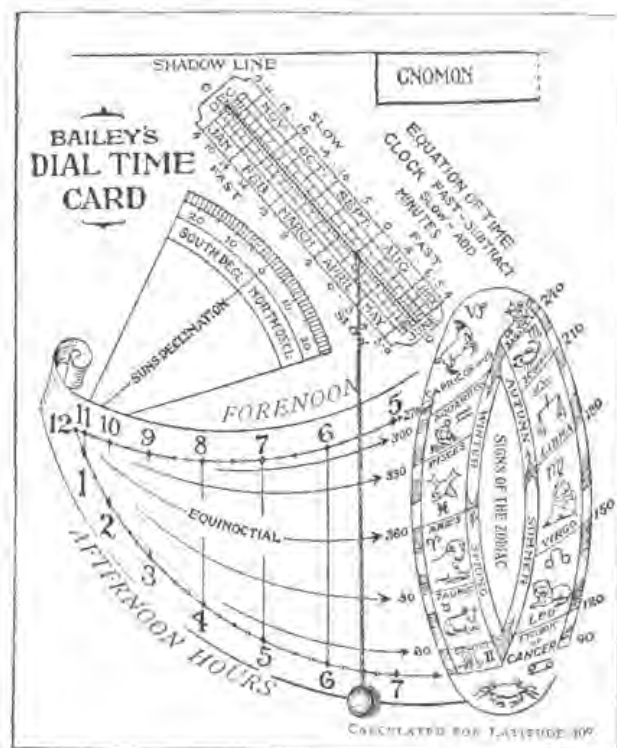 SHADOW LINE
GNOMON
BAILEY'S
DIAL TIME
CARD
SLOW
FAST
NOV.
OCT.
SEPT.
AUG.
JAN
FEB.
MARCH
APRIL
MAY
FAST
EQUATION OF TIME
CLOCK FAST-SUBTRACT
SLOW-ADD
MINUTES
20 10 0 10 20
SOUTH DECL.
NORTH DECL.
SUNS DECLINATION
FORENOON
12 11 10 9 8 7 6 5
1
2
3
4
5
6
7
EQUINOCTIAL
AFTERNOON HOURS
270
300
330
360
30
60
240
210
180
150
120
90
CAPRICORNUS
AQUARIUS
PISCES
ARIES
WINTER
SPRING
AUTUMN
SUMMER
SIGNS OF THE ZODIAC
LIBRA
VIRGO
LEO
CANCER
CALCULATED FOR LATITUDE 40°